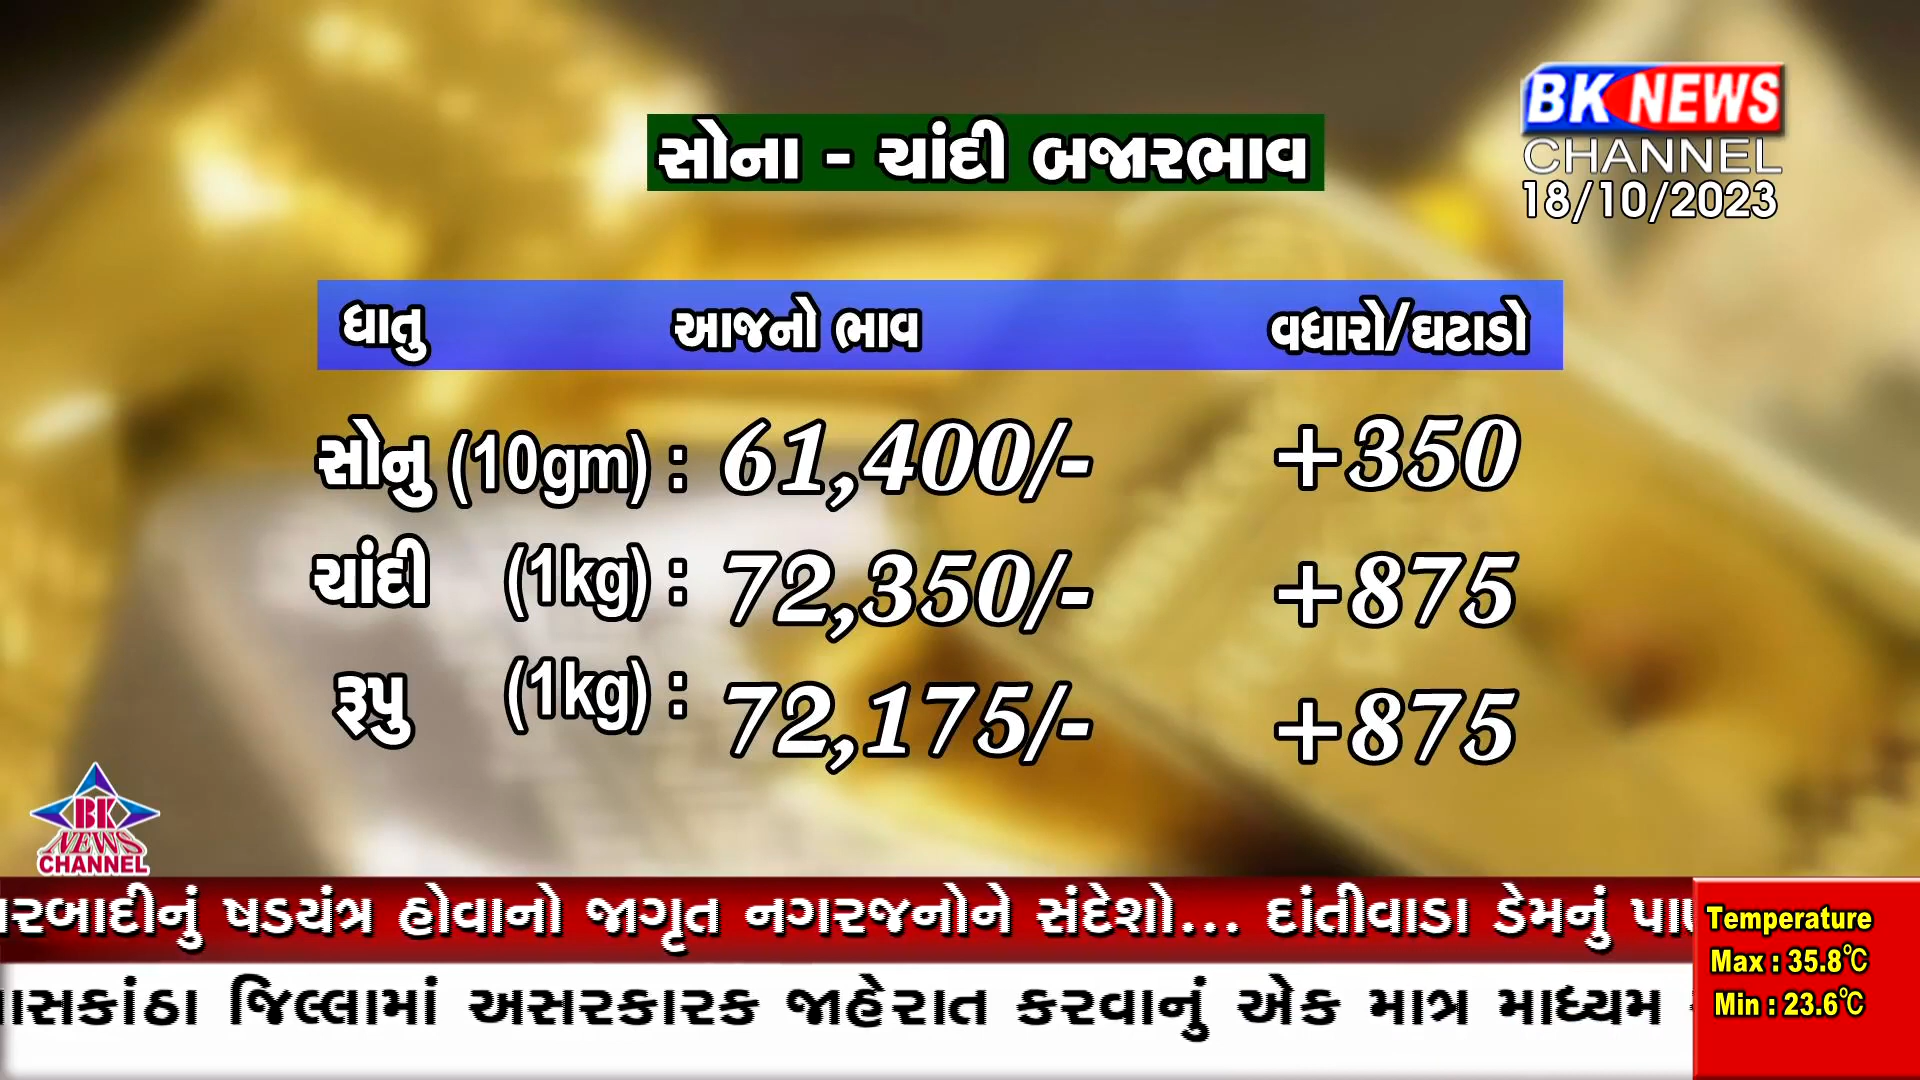 BK NEWS
CHANNEL
18/10/2023
સોના - ચાંદી બજારભાવ
ધાતુ આજનો ભાવ વધારો/ઘટાડો
સોનુ (10gm) : 61,400/- +350
ચાંદી (1kg) : 72,350/- +875
રૂપુ (1kg) : 72,175/- +875
BK
NEWS
CHANNEL
રબાદીનું ષડયંત્ર હોવાનો જાગૃત નગરજનોને સંદેશો... દાંતીવાડા ડેમનું પા
ાસકાંઠા જિલ્લામાં અસરકારક જાહેરાત કરવાનું એક માત્ર માધ્યમ
Temperature
Max : 35.8℃
Min : 23.6℃